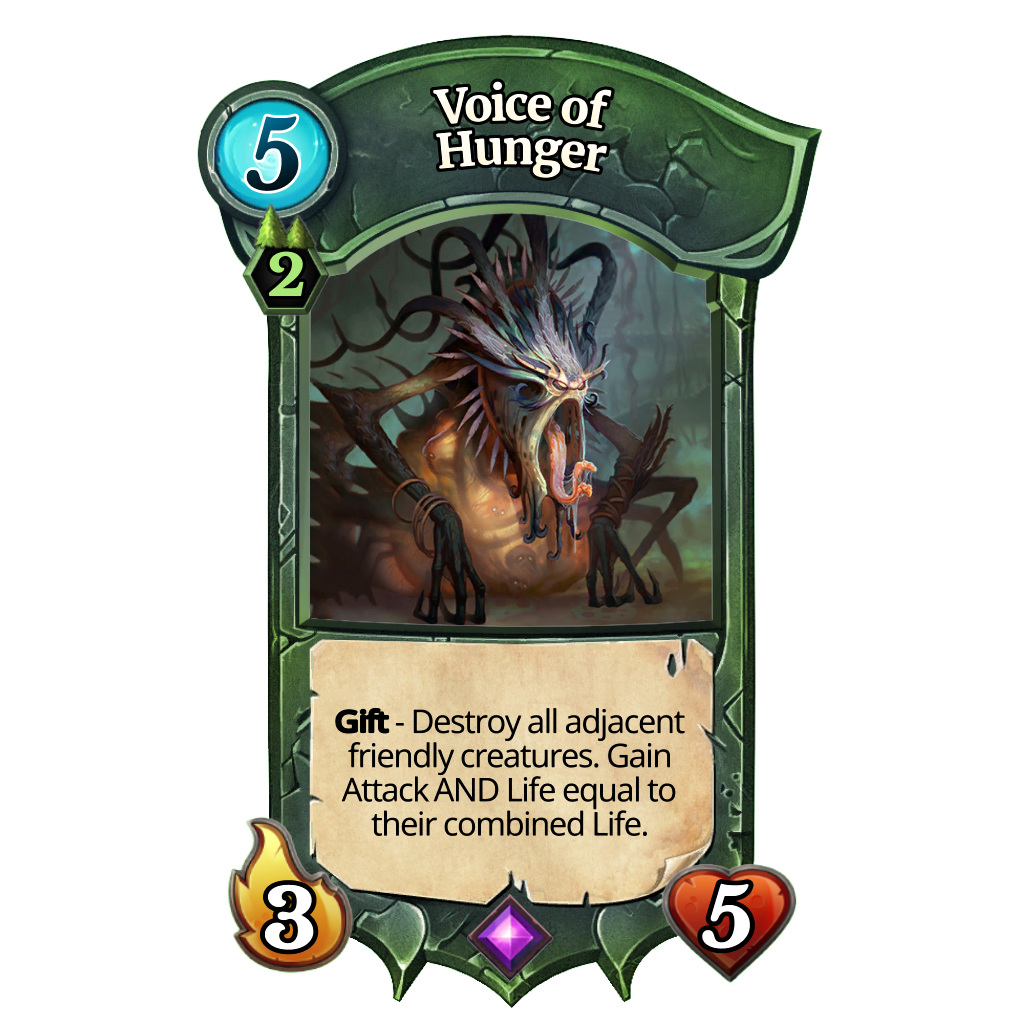 Voice of
Hunger
5
2
Gift - Destroy all adjacent
friendly creatures. Gain
Attack AND Life equal to
their combined Life.
3
5